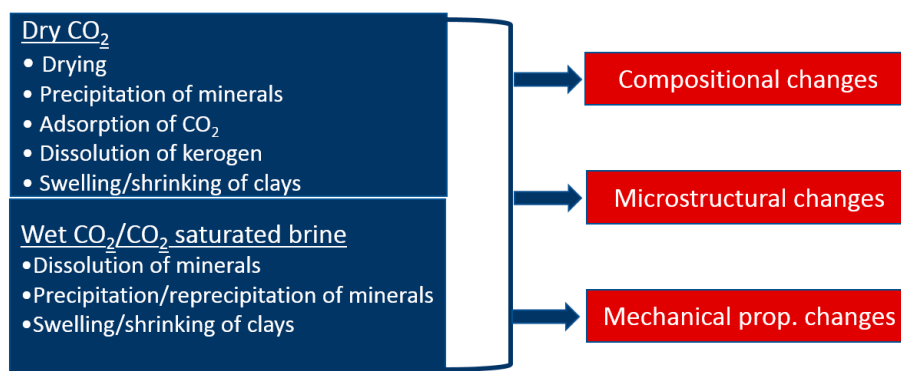 Dry CO₂
• Drying
• Precipitation of minerals
• Adsorption of CO₂
• Dissolution of kerogen
• Swelling/shrinking of clays
Wet CO₂/CO₂ saturated brine
•Dissolution of minerals
•Precipitation/reprecipitation of minerals
•Swelling/shrinking of clays
Compositional changes
Microstructural changes
Mechanical prop. changes